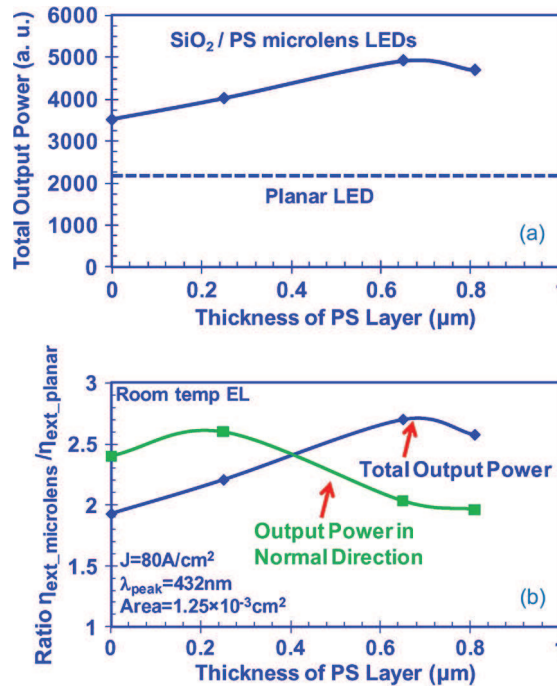 6000
5000
4000
3000
2000
1000
0
Total Output Power (a. u.)
SiO₂ / PS microlens LEDs
Planar LED
(a)
0 0.2 0.4 0.6 0.8 1
Thickness of PS Layer (μm)
3
2.5
2
1.5
1
Ratio ηext_microlens /ηext_planar
Room temp EL
Total Output Power
Output Power in
Normal Direction
J=80A/cm²
λpeak=432nm
Area=1.25×10⁻³cm²
(b)
0 0.2 0.4 0.6 0.8 1
Thickness of PS Layer (μm)